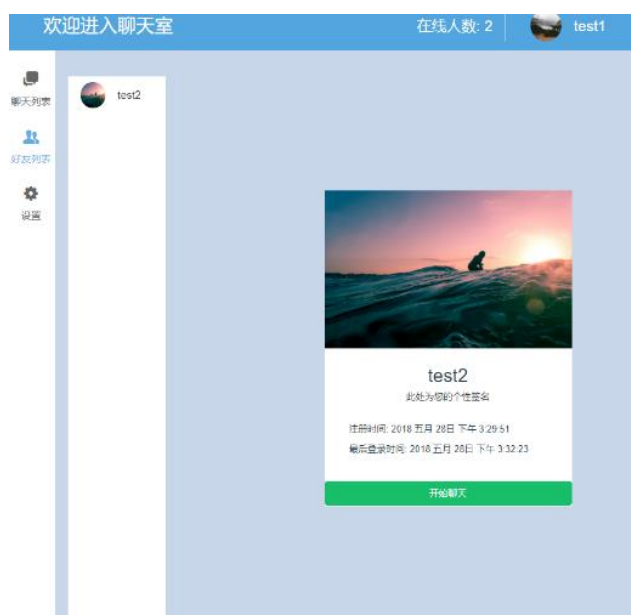 欢迎进入聊天室
在线人数: 2
test1
聊天列表
好友列表
设置
test2
test2
此处为您的个性签名
注册时间: 2018 五月 28日 下午 3:29:51
最后登录时间: 2018 五月 28日 下午 3:32:23
开始聊天